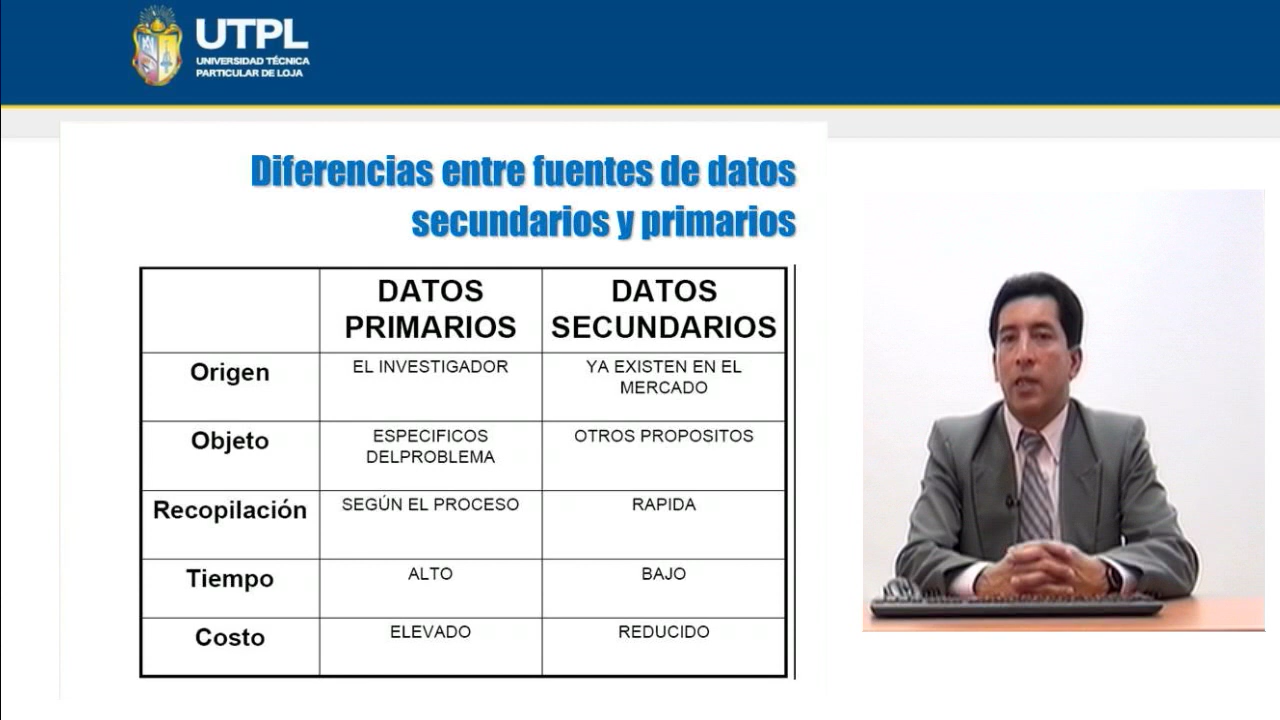 UTPL
UNIVERSIDAD TÉCNICA
PARTICULAR DE LOJA
Diferencias entre fuentes de datos
secundarios y primarios
DATOS PRIMARIOS
DATOS SECUNDARIOS
Origen
EL INVESTIGADOR
YA EXISTEN EN EL
MERCADO
Objeto
ESPECIFICOS
DELPROBLEMA
OTROS PROPOSITOS
Recopilación
SEGÚN EL PROCESO
RAPIDA
Tiempo
ALTO
BAJO
Costo
ELEVADO
REDUCIDO